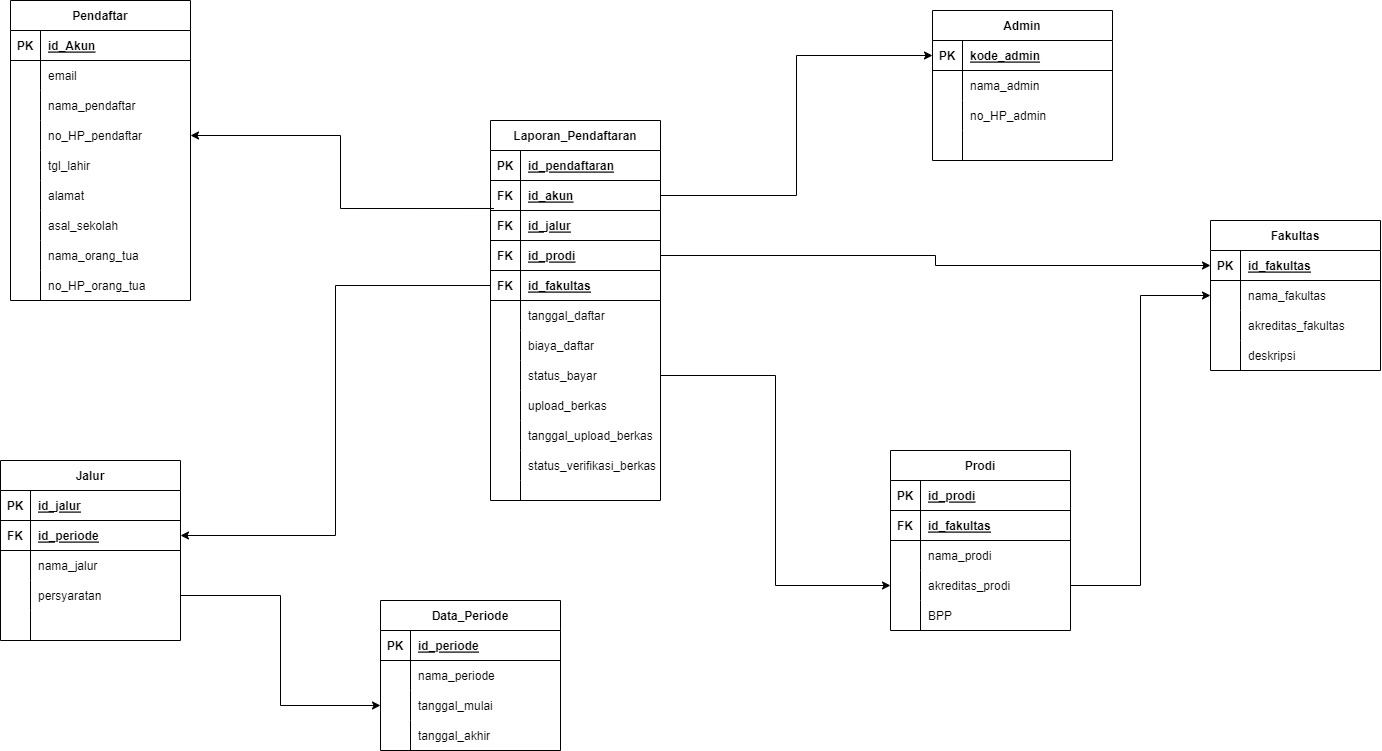 Pendaftar
PK id_Akun
email
nama_pendaftar
no_HP_pendaftar
tgl_lahir
alamat
asal_sekolah
nama_orang_tua
no_HP_orang_tua
Admin
PK kode_admin
nama_admin
no_HP_admin
Laporan_Pendaftaran
PK id_pendaftaran
FK id_akun
FK id_jalur
FK id_prodi
FK id_fakultas
tanggal_daftar
biaya_daftar
status_bayar
upload_berkas
tanggal_upload_berkas
status_verifikasi_berkas
Fakultas
PK id_fakultas
nama_fakultas
akreditas_fakultas
deskripsi
Jalur
PK id_jalur
FK id_periode
nama_jalur
persyaratan
Prodi
PK id_prodi
FK id_fakultas
nama_prodi
akreditas_prodi
BPP
Data_Periode
PK id_periode
nama_periode
tanggal_mulai
tanggal_akhir